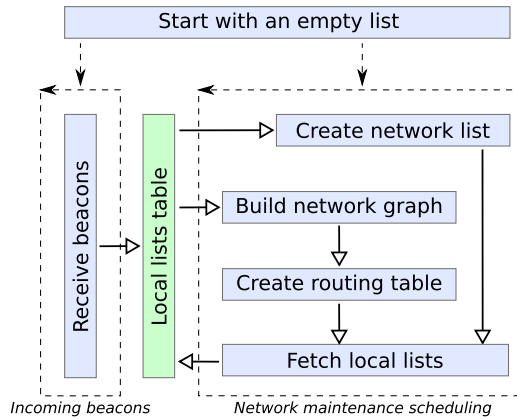 Start with an empty list
Receive beacons
Local lists table
Create network list
Build network graph
Create routing table
Fetch local lists
Incoming beacons
Network maintenance scheduling